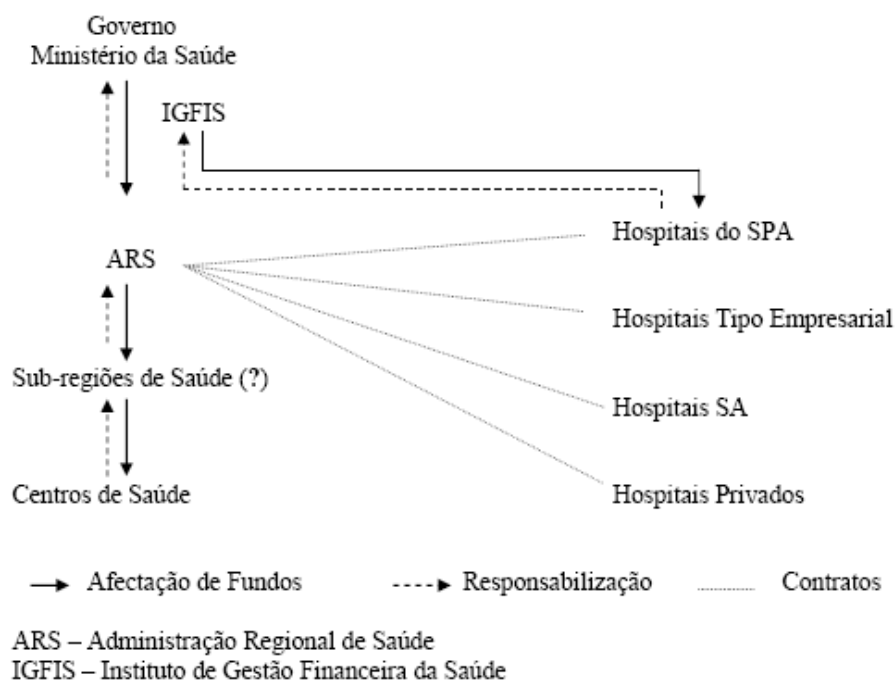 Governo
Ministério da Saúde
IGFIS
Hospitais do SPA
ARS
Hospitais Tipo Empresarial
Sub-regiões de Saúde (?)
Hospitais SA
Centros de Saúde
Hospitais Privados
Afectação de Fundos
Responsabilização
Contratos
ARS – Administração Regional de Saúde
IGFIS – Instituto de Gestão Financeira da Saúde